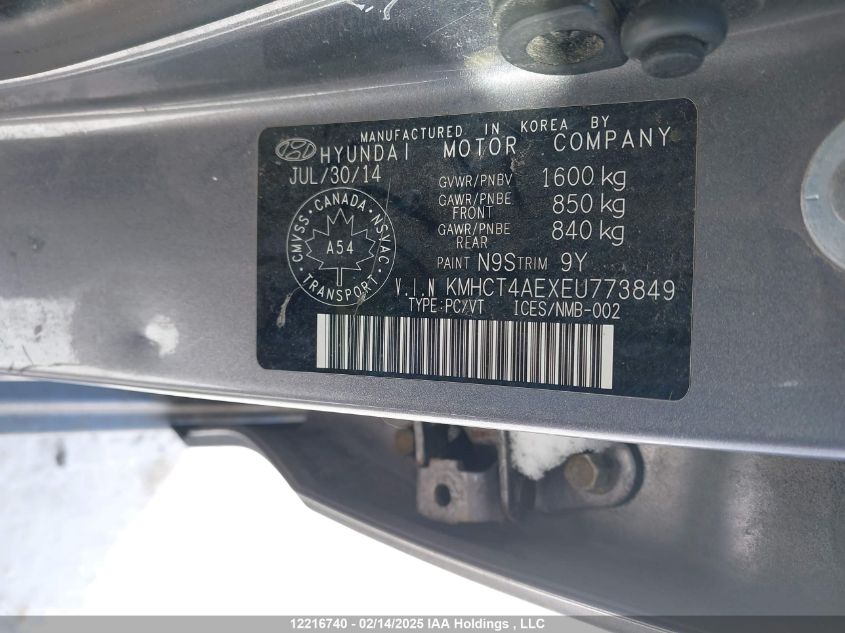 MANUFACTURED IN KOREA BY
HYUNDAI MOTOR COMPANY
JUL/30/14
GVWR/PNBV 1600 kg
GAWR/PNBE FRONT 850 kg
GAWR/PNBE REAR 840 kg
CMVSS · CANADA · NSVAC
A54
TRANSPORT
PAINT N9S TRIM 9Y
V.I.N KMHCT4AEXEU773849
TYPE:PC/VT ICES/NMB-002
12216740 - 02/14/2025 IAA Holdings , LLC